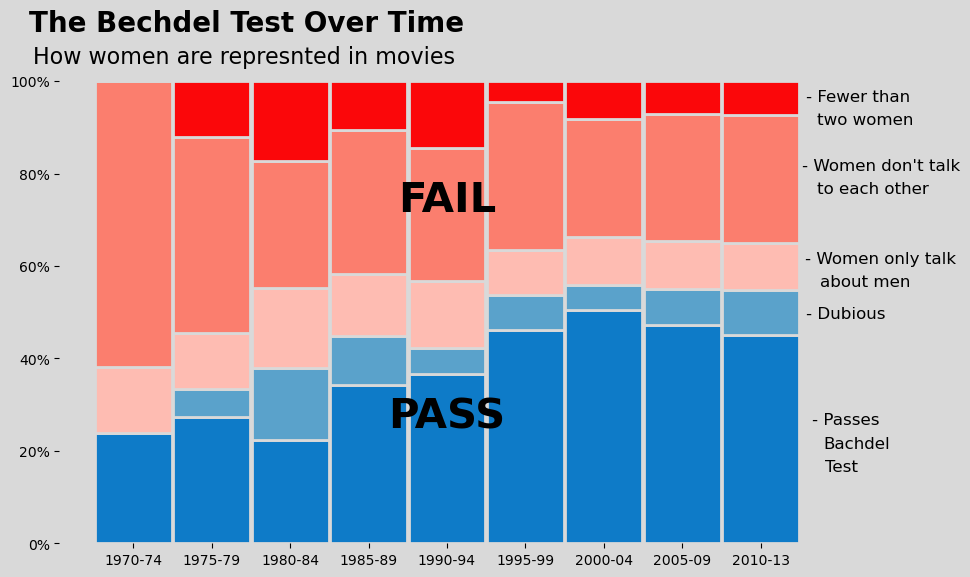 The Bechdel Test Over Time
How women are represnted in movies
100%
80%
60%
40%
20%
0%
FAIL
PASS
- Fewer than
two women
- Women don't talk
to each other
- Women only talk
about men
- Dubious
- Passes
Bachdel
Test
1970-74
1975-79
1980-84
1985-89
1990-94
1995-99
2000-04
2005-09
2010-13